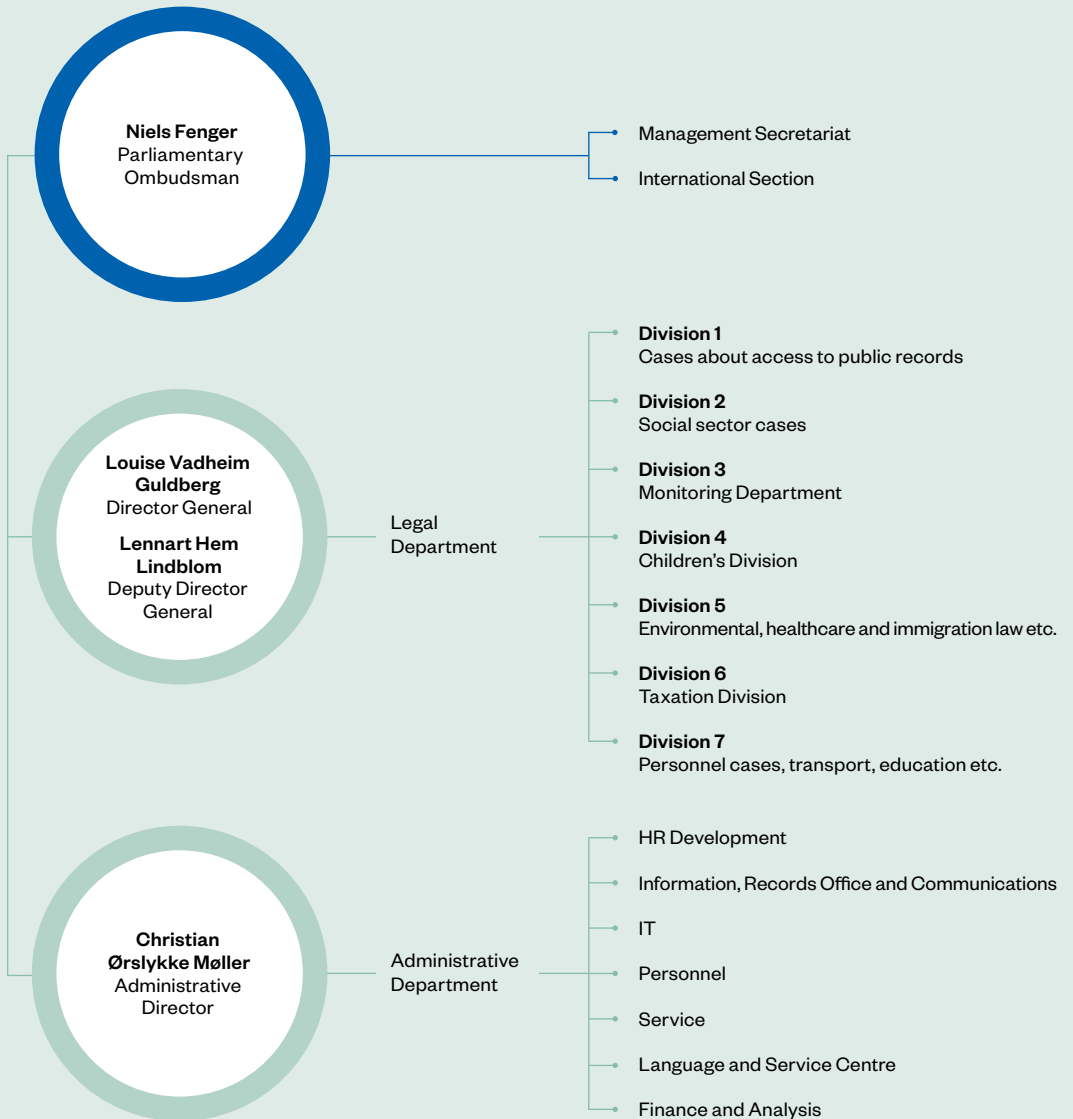 Niels Fenger
Parliamentary
Ombudsman
Management Secretariat
International Section
Louise Vadheim
Guldberg
Director General
Lennart Hem
Lindblom
Deputy Director
General
Legal
Department
Division 1
Cases about access to public records
Division 2
Social sector cases
Division 3
Monitoring Department
Division 4
Children’s Division
Division 5
Environmental, healthcare and immigration law etc.
Division 6
Taxation Division
Division 7
Personnel cases, transport, education etc.
Christian
Ørslykke Møller
Administrative
Director
Administrative
Department
HR Development
Information, Records Office and Communications
IT
Personnel
Service
Language and Service Centre
Finance and Analysis